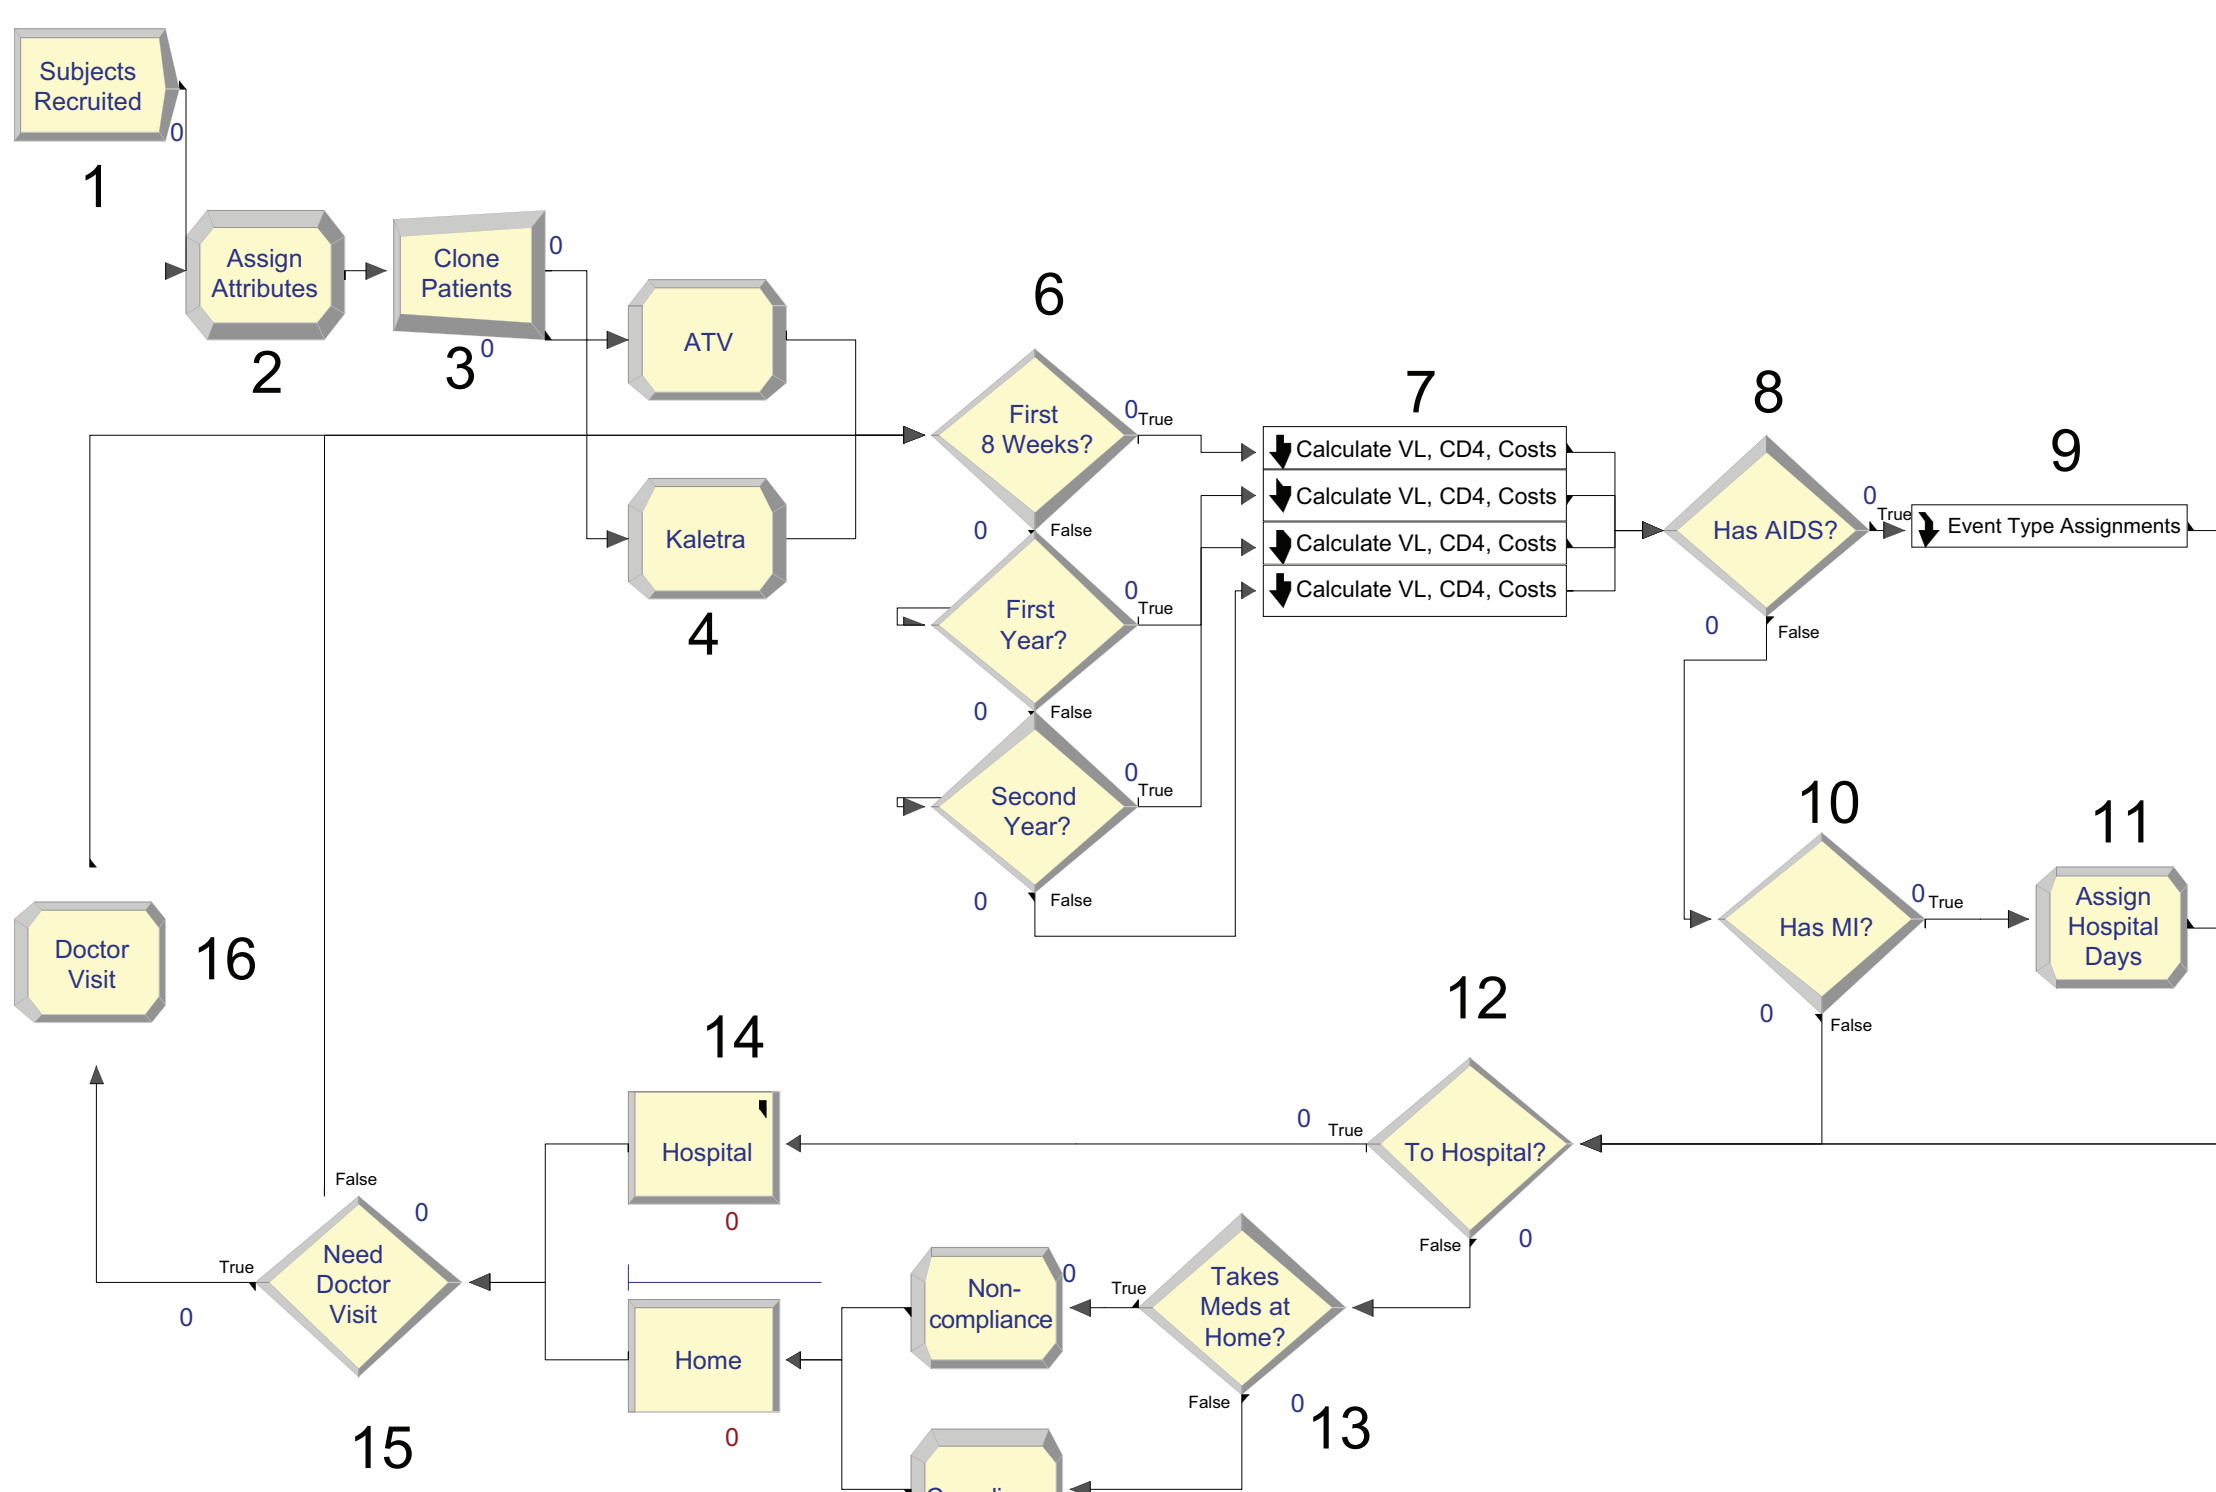 Subjects
Recruited
0
1
Assign
Attributes
2
Clone
Patients
0
0
3
ATV
Kaletra
4
6
First
8 Weeks?
0
True
0
False
First
Year?
0
True
0
False
Second
Year?
0
True
0
False
7
Calculate VL, CD4, Costs
Calculate VL, CD4, Costs
Calculate VL, CD4, Costs
Calculate VL, CD4, Costs
8
Has AIDS?
0
True
0
False
9
Event Type Assignments
10
Has MI?
0
True
0
False
11
Assign
Hospital
Days
12
To Hospital?
0
True
False
0
13
Takes
Meds at
Home?
True
0
False
0
Non-
compliance
14
Hospital
0
Home
0
15
Need
Doctor
Visit
False
0
True
0
16
Doctor
Visit